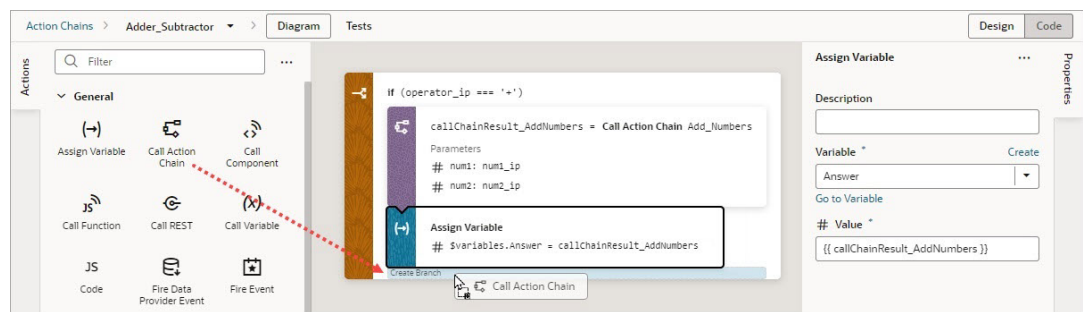 Action Chains > Adder_Subtractor > Diagram Tests Design Code
Actions
Filter
General
Assign Variable
Call Action
Chain
Call
Component
Call Function
Call REST
Call Variable
Code
Fire Data
Provider Event
Fire Event
JS
JS
(x)
if (operator_ip === '+')
callChainResult_AddNumbers = Call Action Chain Add_Numbers
Parameters
# num1: num1_ip
# num2: num2_ip
Assign Variable
# $variables.Answer = callChainResult_AddNumbers
Create Branch
Call Action Chain
Assign Variable
Description
Variable * Create
Answer
Go to Variable
# Value *
{{ callChainResult_AddNumbers }}
Properties